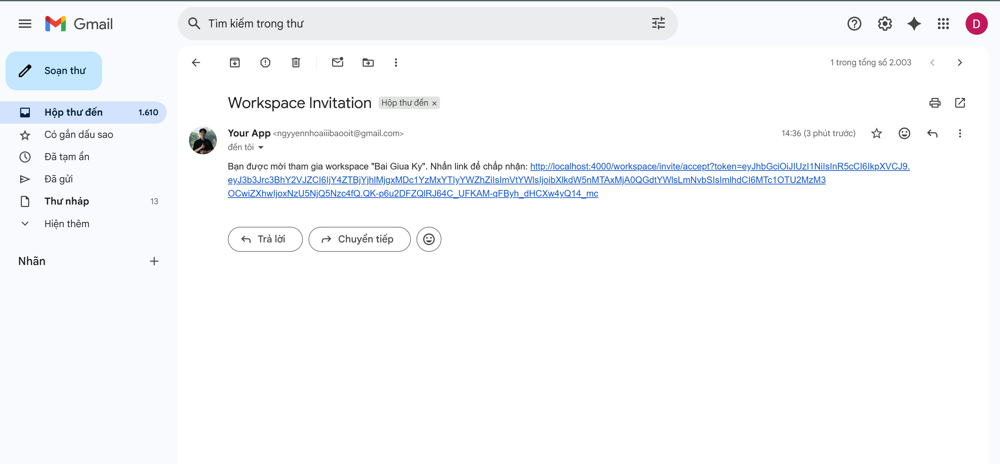 Gmail
Tìm kiếm trong thư
D
Soạn thư
1 trong tổng số 2.003
Workspace Invitation Hộp thư đến ×
Hộp thư đến 1.610
Có gắn dấu sao
Đã tạm ẩn
Đã gửi
Thư nháp 13
Hiện thêm
Nhãn
Your App <ngyyennhoaiiibaooit@gmail.com>
14:36 (3 phút trước)
đến tôi
Bạn được mời tham gia workspace "Bai Giua Ky". Nhấn link để chấp nhận: http://localhost:4000/workspace/invite/accept?token=eyJhbGciOiJIUzI1NiIsInR5cCI6IkpXVCJ9.
eyJ3b3Jrc3BhY2VJZCI6IjY4ZTBjYjhlMjgxMDc1YzMxYTIyYWZhZiIsImVtYWlsIjoibXlkdW5nMTAxMjA0QGdtYWlsLmNvbSIsImlhdCI6MTc1OTU2MzM3
OCwiZXhwIjoxNzU5NjQ5Nzc4fQ.QK-p6u2DFZQlRJ64C_UFKAM-qFByh_dHCXw4yQ14_mc
Trả lời
Chuyển tiếp